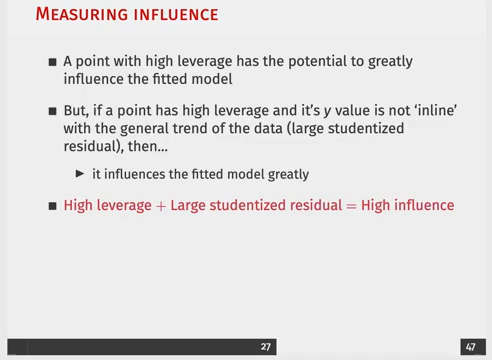 MEASURING INFLUENCE
■ A point with high leverage has the potential to greatly
influence the fitted model
■ But, if a point has high leverage and it's y value is not 'inline'
with the general trend of the data (large studentized
residual), then...
▶ it influences the fitted model greatly
■ High leverage + Large studentized residual = High influence
27
47